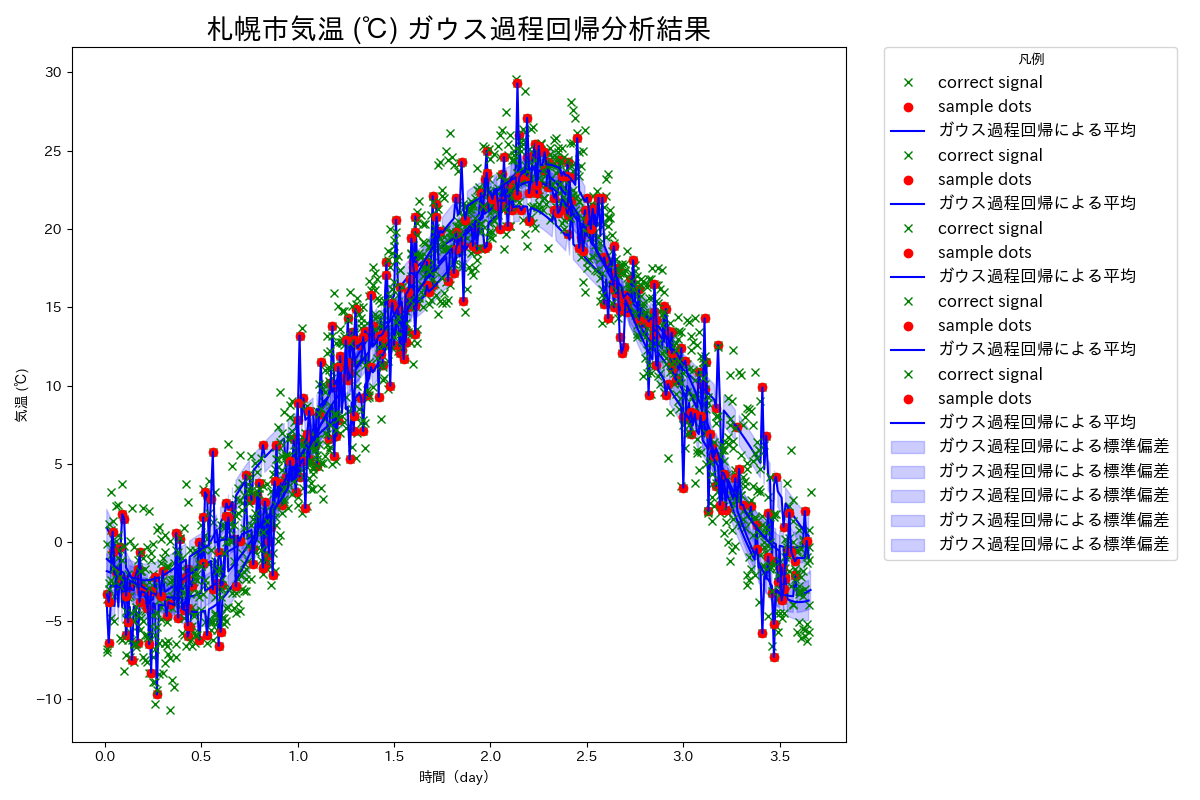 札幌市気温 (℃) ガウス過程回帰分析結果
気温 (℃)
30
25
20
15
10
5
0
−5
−10
0.0 0.5 1.0 1.5 2.0 2.5 3.0 3.5
時間（day）
凡例
correct signal
sample dots
ガウス過程回帰による平均
correct signal
sample dots
ガウス過程回帰による平均
correct signal
sample dots
ガウス過程回帰による平均
correct signal
sample dots
ガウス過程回帰による平均
correct signal
sample dots
ガウス過程回帰による平均
ガウス過程回帰による標準偏差
ガウス過程回帰による標準偏差
ガウス過程回帰による標準偏差
ガウス過程回帰による標準偏差
ガウス過程回帰による標準偏差